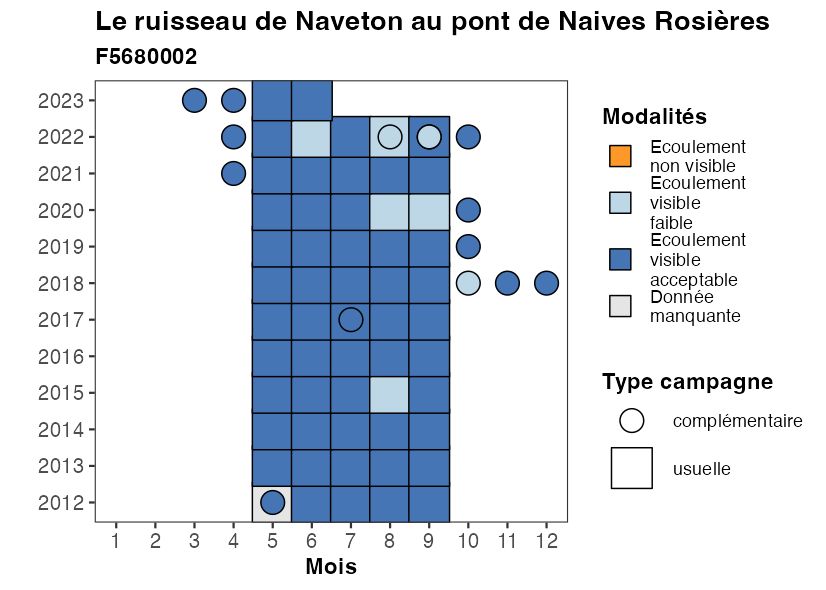 Le ruisseau de Naveton au pont de Naives Rosières
F5680002
2023
2022
2021
2020
2019
2018
2017
2016
2015
2014
2013
2012
1 2 3 4 5 6 7 8 9 10 11 12
Mois
Modalités
Ecoulement
non visible
Ecoulement
visible
faible
Ecoulement
visible
acceptable
Donnée
manquante
Type campagne
complémentaire
usuelle